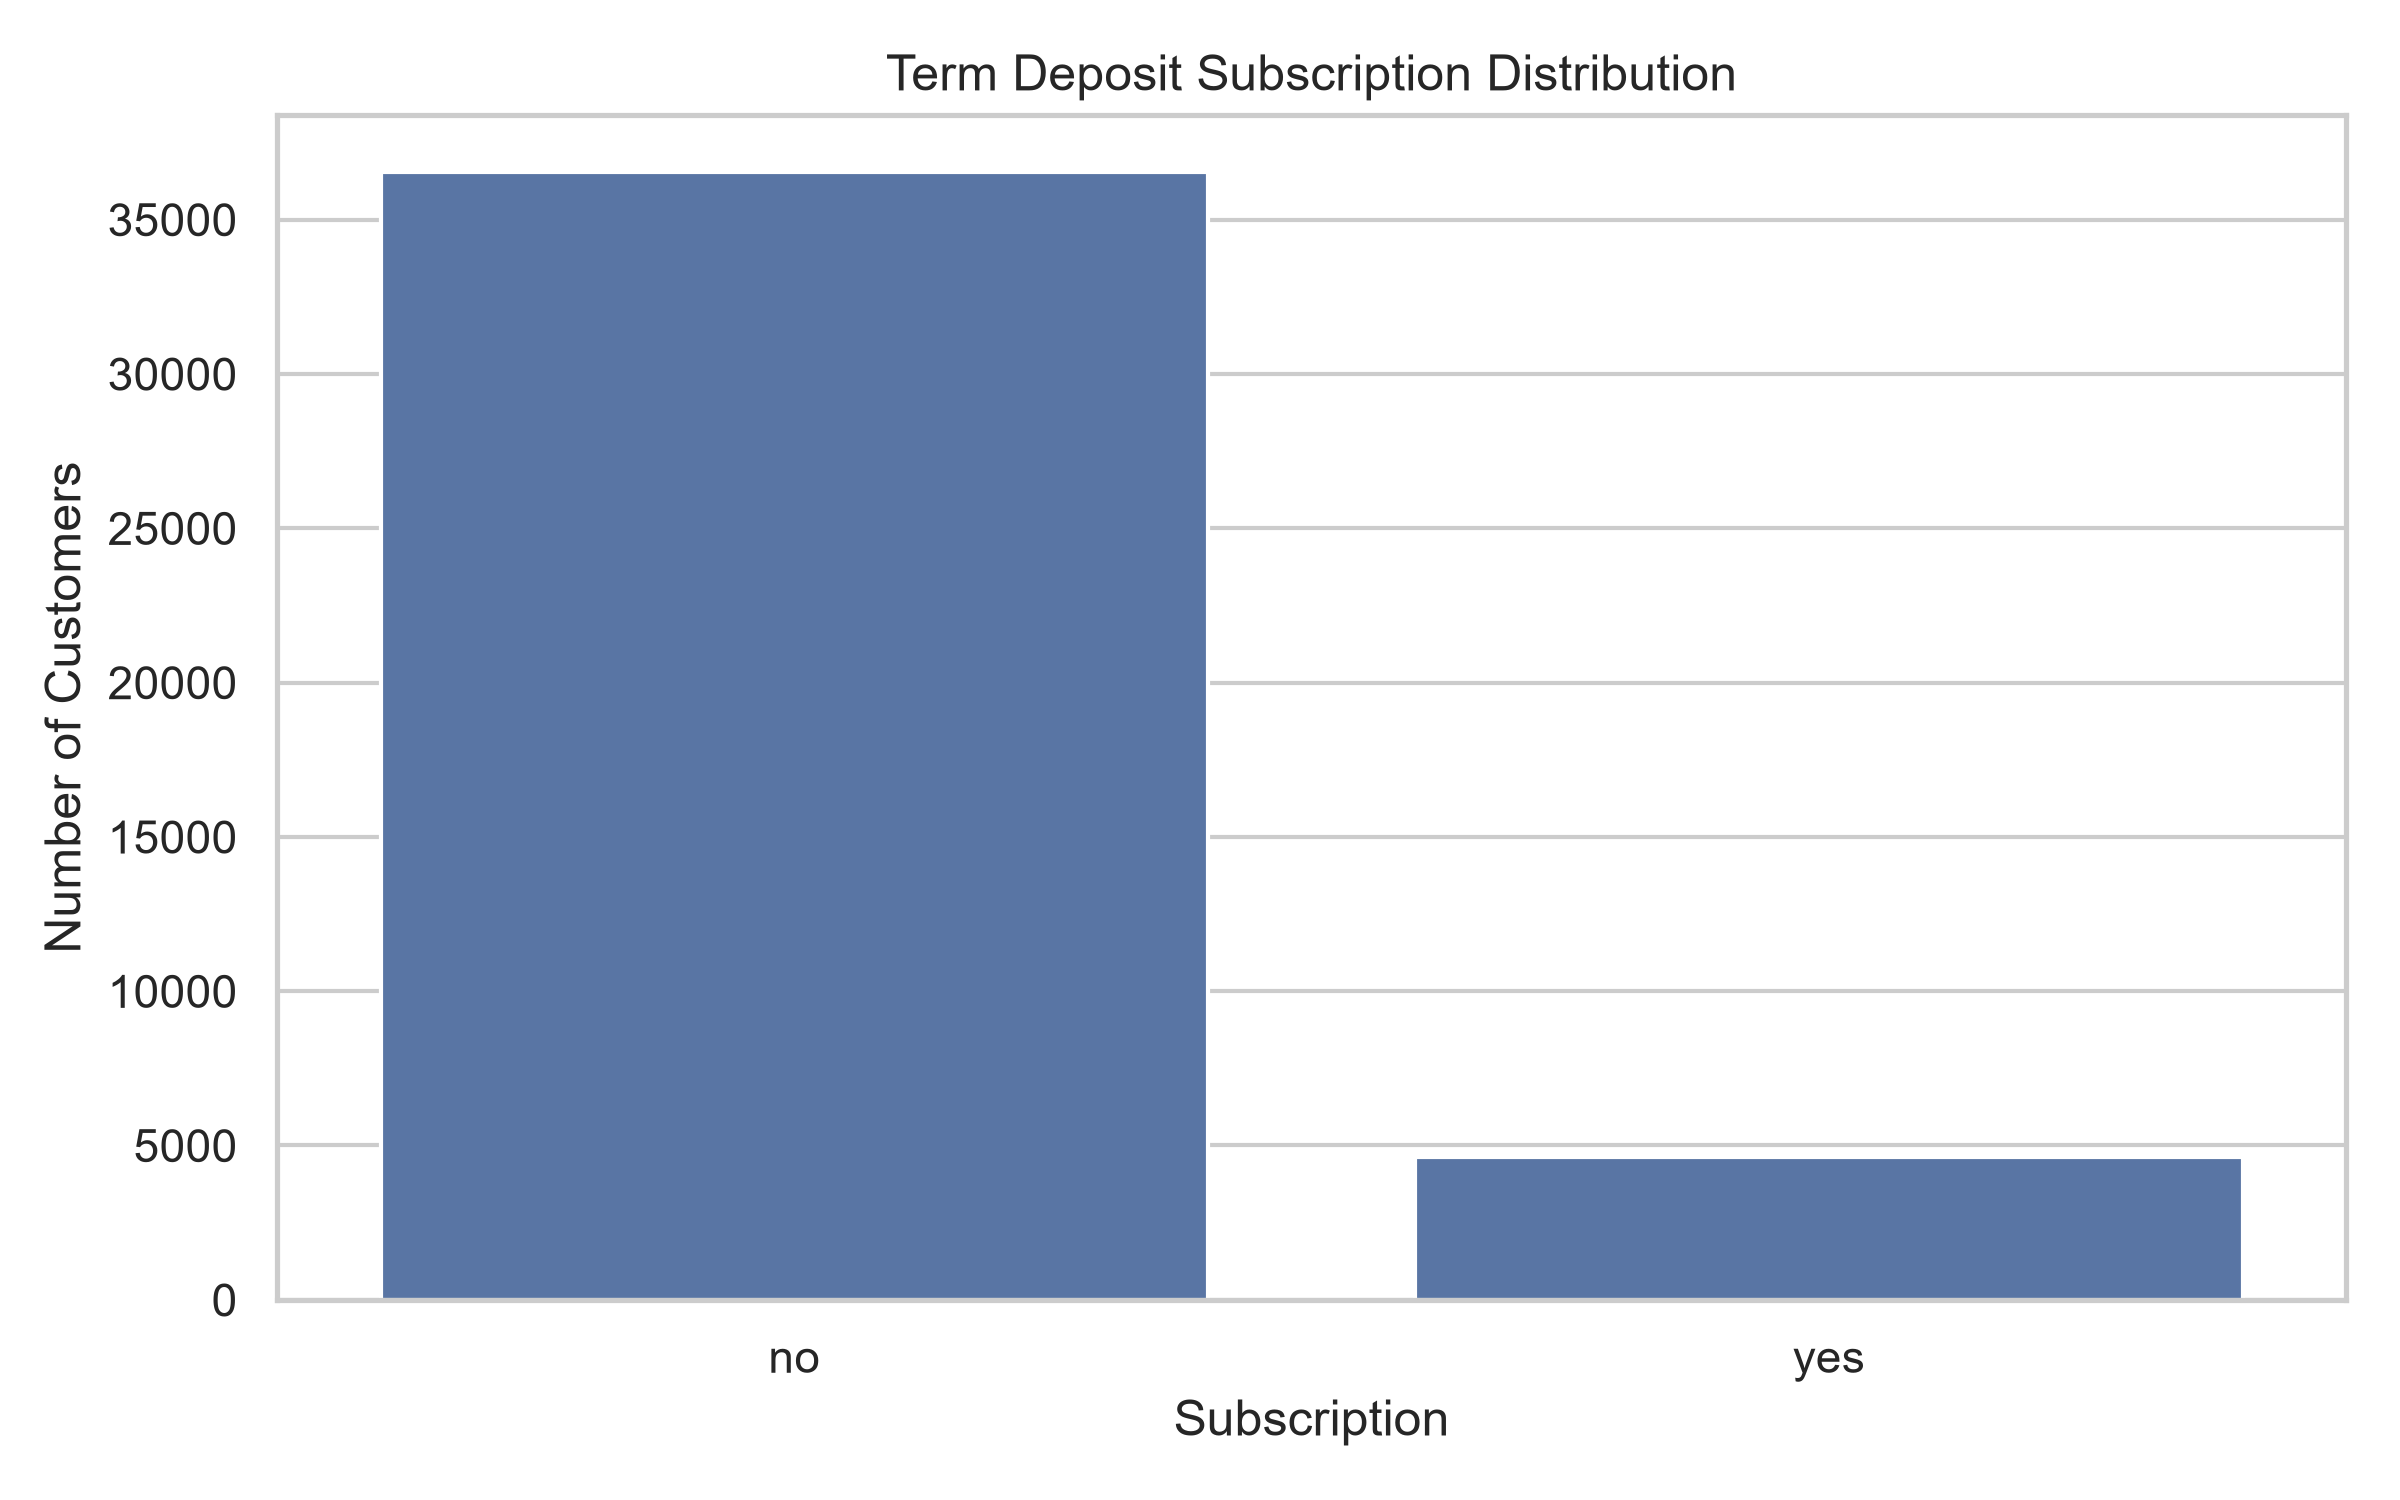 Term Deposit Subscription Distribution
Number of Customers
35000
30000
25000
20000
15000
10000
5000
0
no
yes
Subscription